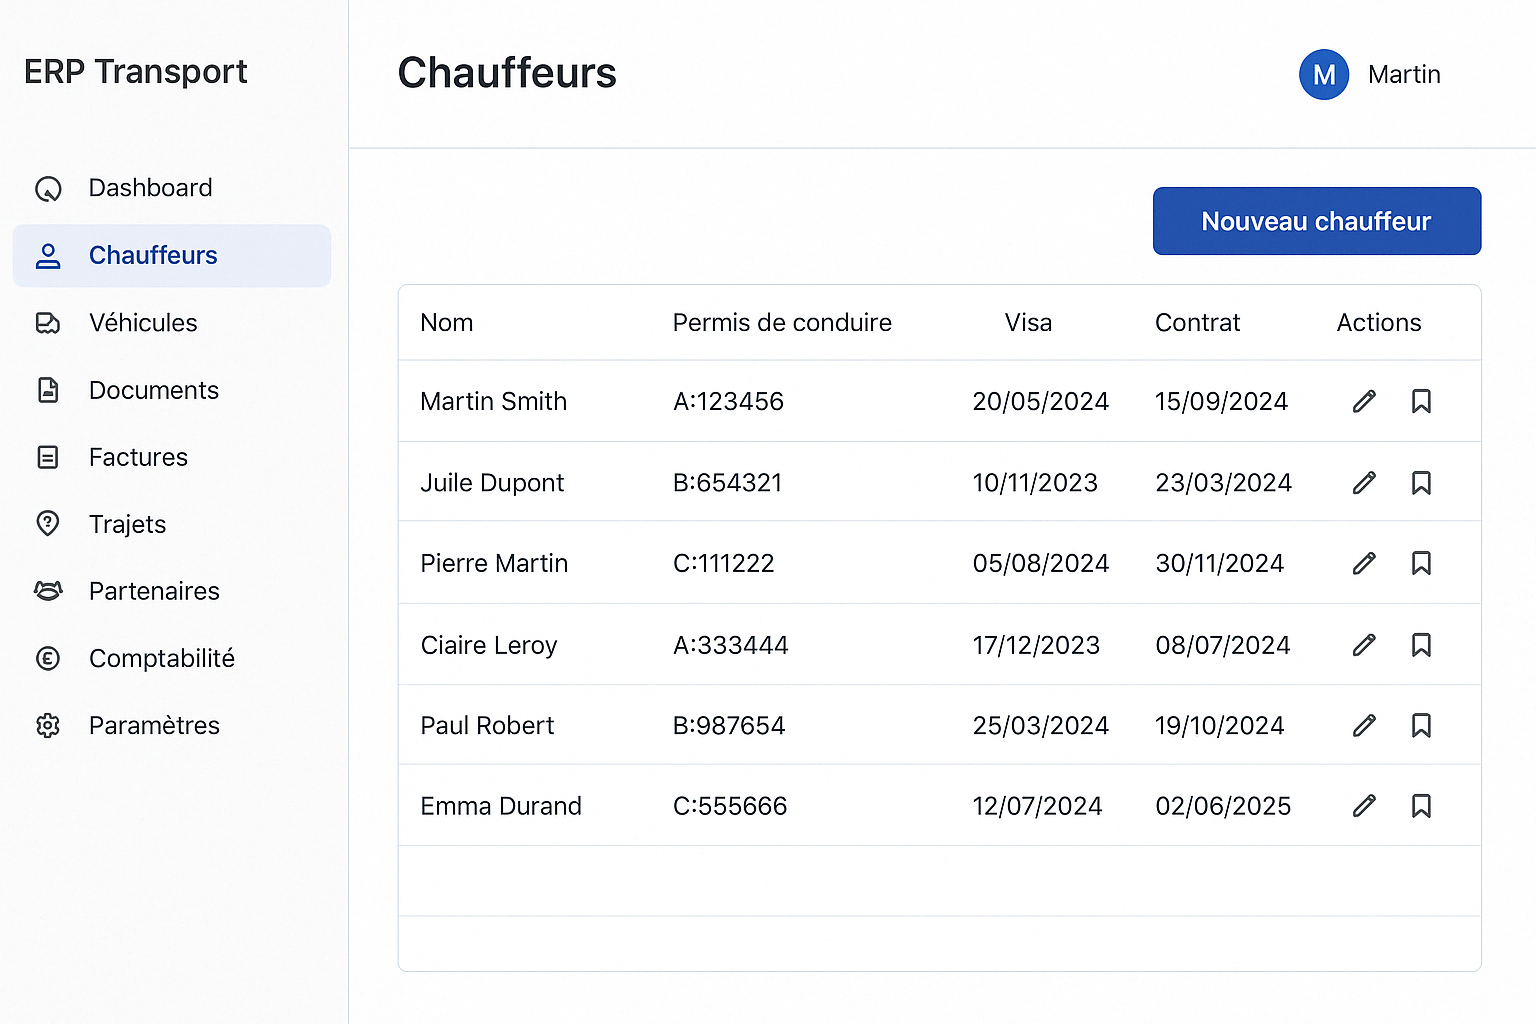 ERP Transport
Chauffeurs
M Martin
Dashboard
Chauffeurs
Véhicules
Documents
Factures
Trajets
Partenaires
Comptabilité
Paramètres
Nouveau chauffeur
Nom Permis de conduire Visa Contrat Actions
Martin Smith A:123456 20/05/2024 15/09/2024
Juile Dupont B:654321 10/11/2023 23/03/2024
Pierre Martin C:111222 05/08/2024 30/11/2024
Ciaire Leroy A:333444 17/12/2023 08/07/2024
Paul Robert B:987654 25/03/2024 19/10/2024
Emma Durand C:555666 12/07/2024 02/06/2025